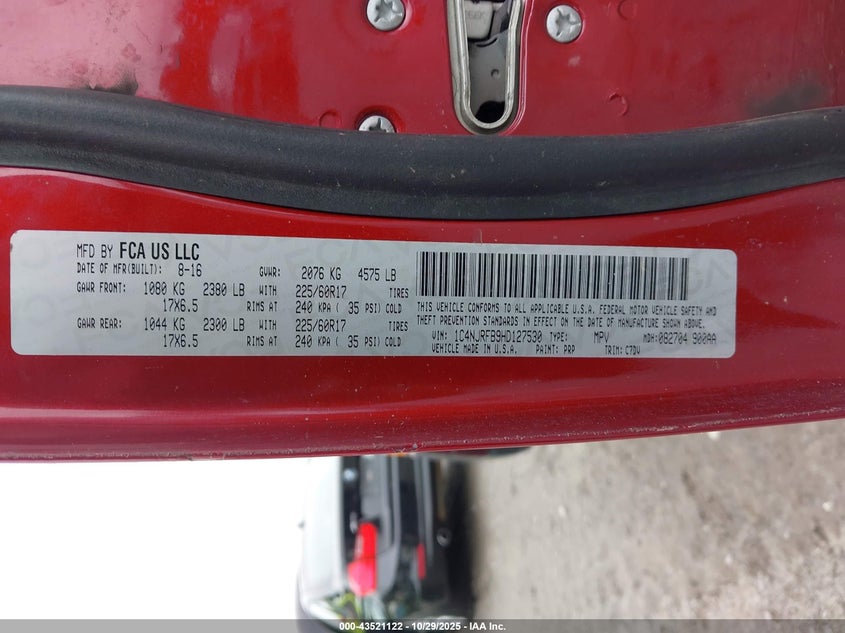 MFD BY FCA US LLC
DATE OF MFR(BUILT): 8-16 GVWR: 2076 KG 4575 LB
GAWR FRONT: 1080 KG 2380 LB WITH 225/60R17 TIRES
17X6.5 RIMS AT 240 KPA ( 35 PSI) COLD
GAWR REAR: 1044 KG 2300 LB WITH 225/60R17 TIRES
17X6.5 RIMS AT 240 KPA ( 35 PSI) COLD
THIS VEHICLE CONFORMS TO ALL APPLICABLE U.S.A. FEDERAL MOTOR VEHICLE SAFETY AND
THEFT PREVENTION STANDARDS IN EFFECT ON THE DATE OF MANUFACTURE SHOWN ABOVE.
VIN: 1C4NJRFB9HD127530 TYPE: MPV MDH:082704 900AA
VEHICLE MADE IN U.S.A. PAINT: PRP TRIM: C7DV
000-43521122 - 10/29/2025 - IAA Inc.